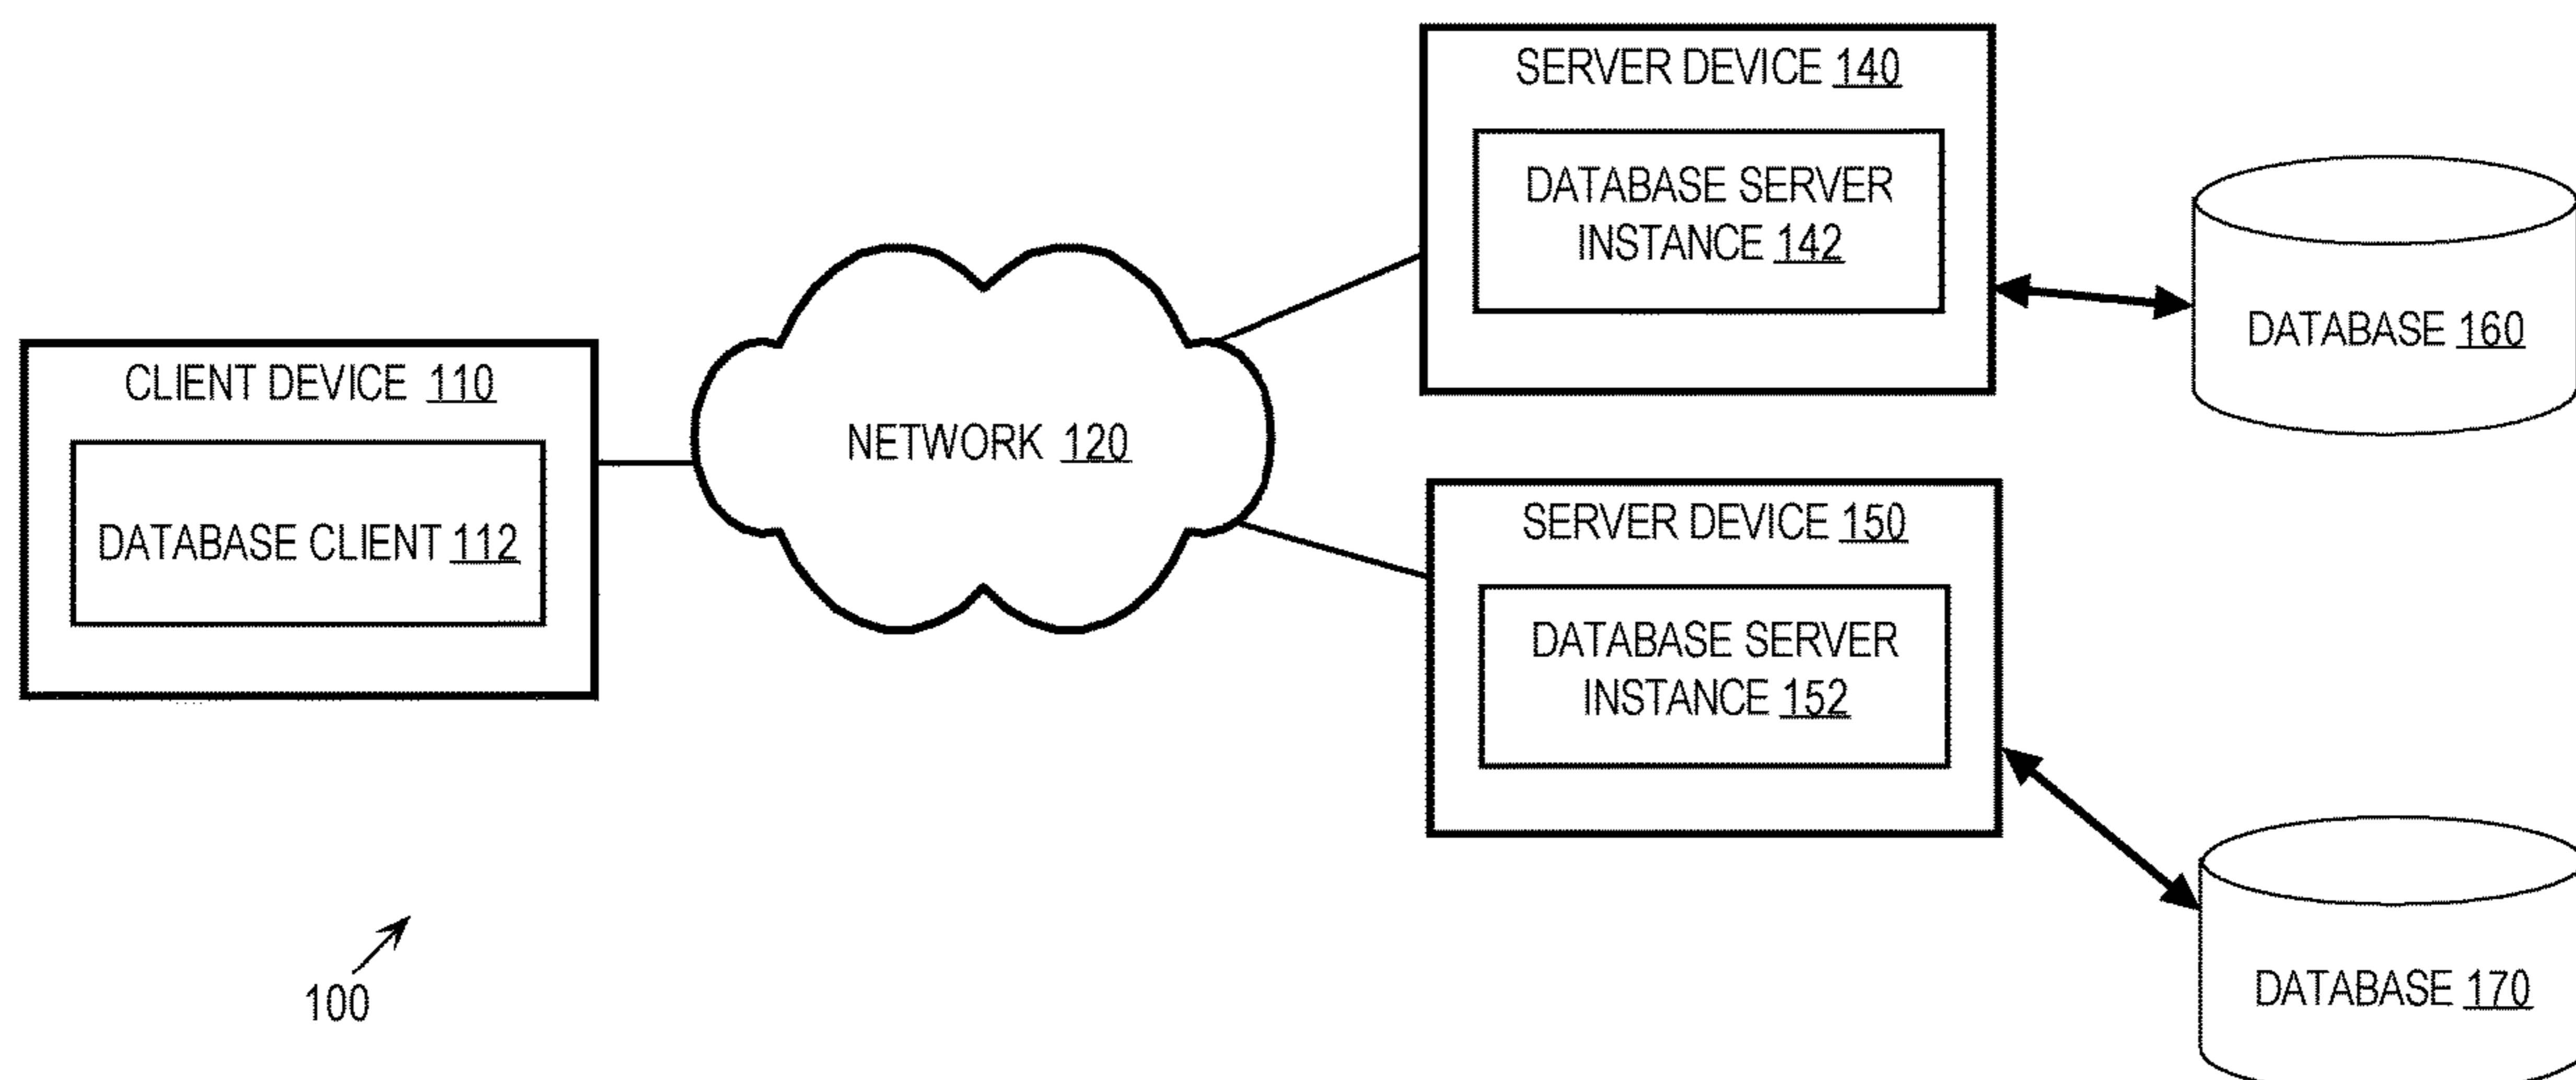 SERVER DEVICE 140
DATABASE SERVER
INSTANCE 142
DATABASE 160
CLIENT DEVICE 110
DATABASE CLIENT 112
NETWORK 120
SERVER DEVICE 150
DATABASE SERVER
INSTANCE 152
DATABASE 170
100